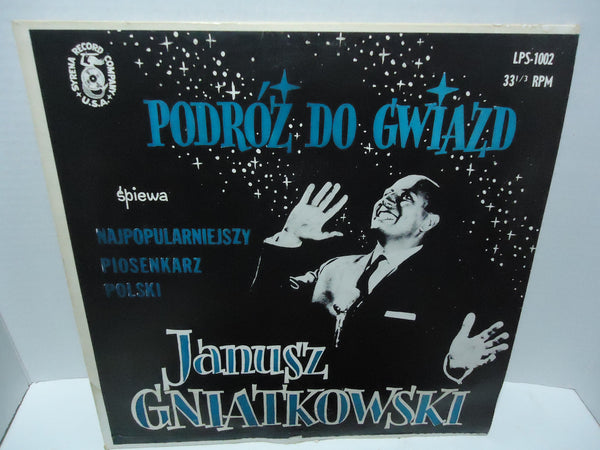 SYRENA RECORD COMPANY
U.S.A.
LPS-1002
33 1/3 RPM
PODRÓŻ DO GWIAZD
śpiewa
NAJPOPULARNIEJSZY
PIOSENKARZ
POLSKI
Janusz
GNIATKOWSKI